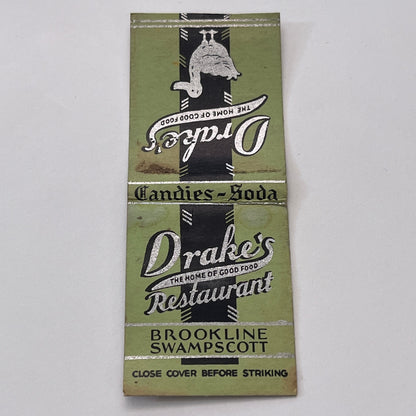 Drake's
THE HOME OF GOOD FOOD
Candies-Soda
Drake's
THE HOME OF GOOD FOOD
Restaurant
BROOKLINE
SWAMPSCOTT
CLOSE COVER BEFORE STRIKING